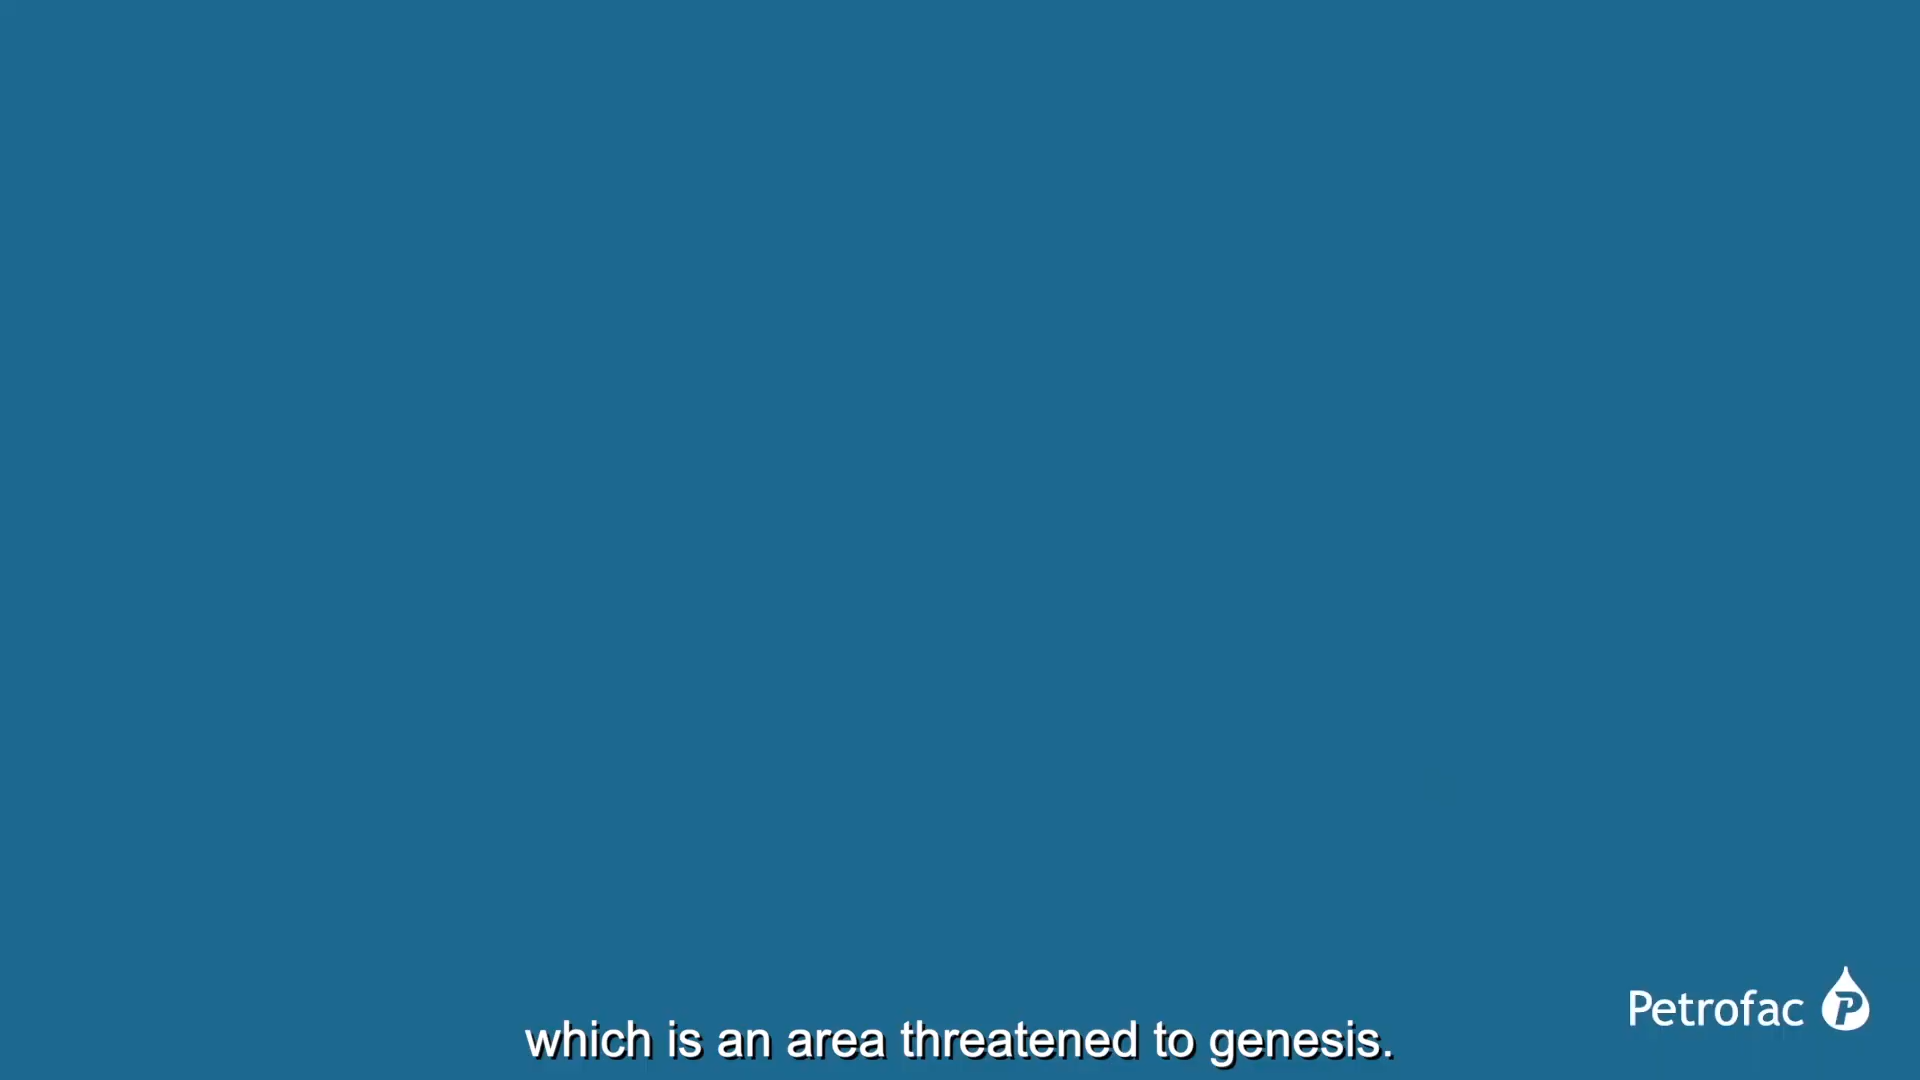 Petrofac
which is an area threatened to genesis.